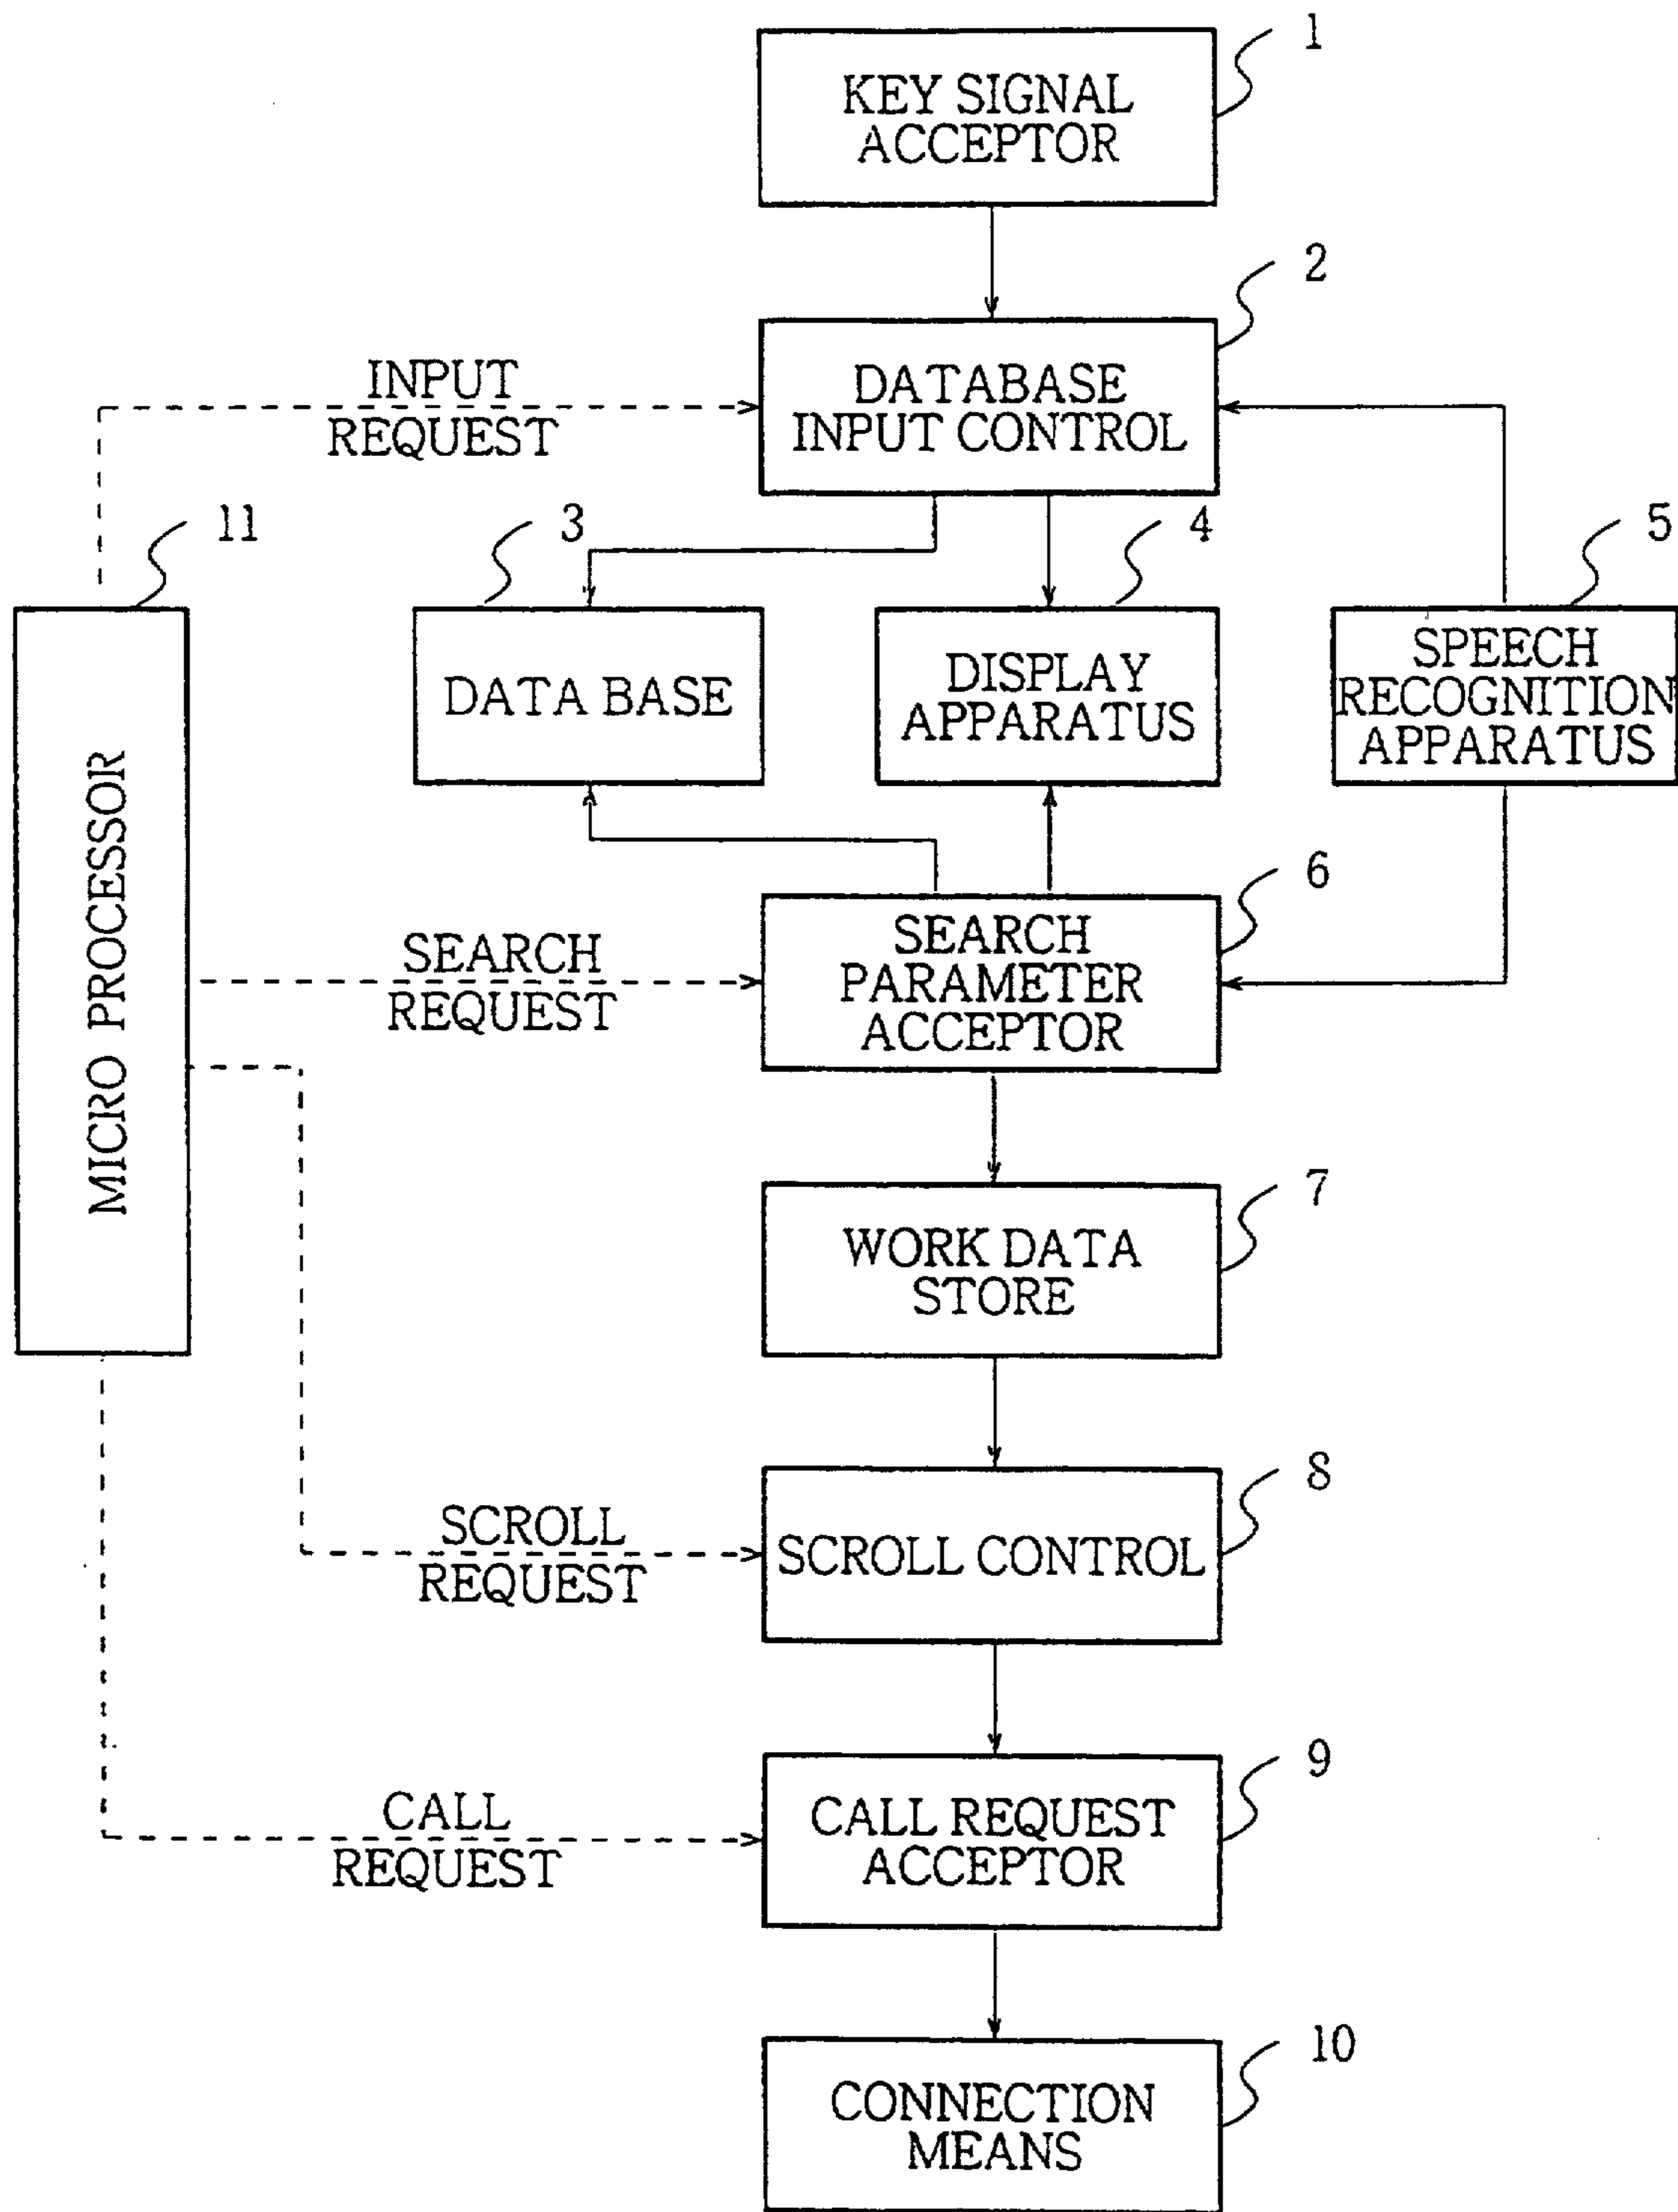 1
KEY SIGNAL
ACCEPTOR
2
INPUT
REQUEST
DATABASE
INPUT CONTROL
11
3
4
5
MICRO PROCESSOR
DATA BASE
DISPLAY
APPARATUS
SPEECH
RECOGNITION
APPARATUS
6
SEARCH
REQUEST
SEARCH
PARAMETER
ACCEPTOR
7
WORK DATA
STORE
8
SCROLL
REQUEST
SCROLL CONTROL
9
CALL
REQUEST
CALL REQUEST
ACCEPTOR
10
CONNECTION
MEANS